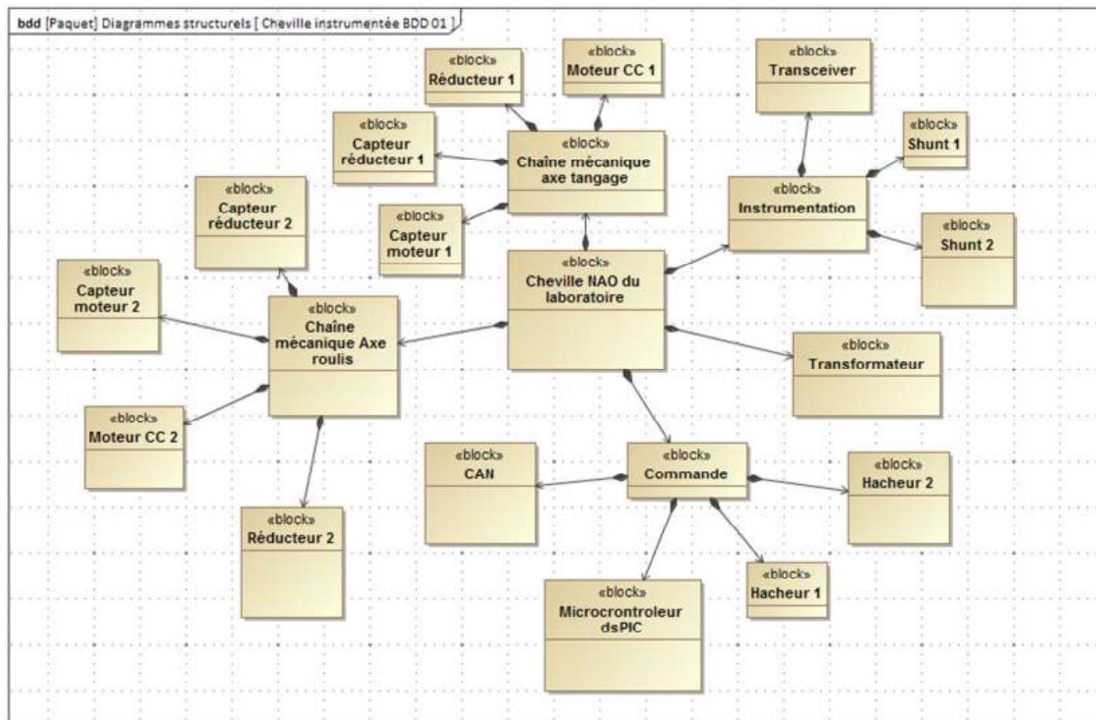 bdd [Paquet] Diagrammes structurels [ Cheville instrumentée BDD 01 ]
«block»
Réducteur 1
«block»
Moteur CC 1
«block»
Transceiver
«block»
Capteur
réducteur 1
«block»
Chaîne mécanique
axe tangage
«block»
Shunt 1
«block»
Capteur
réducteur 2
«block»
Capteur
moteur 1
«block»
Instrumentation
«block»
Shunt 2
«block»
Capteur
moteur 2
«block»
Cheville NAO du
laboratoire
«block»
Chaîne
mécanique Axe
roulis
«block»
Transformateur
«block»
Moteur CC 2
«block»
CAN
«block»
Commande
«block»
Hacheur 2
«block»
Réducteur 2
«block»
Microcrontroleur
dsPIC
«block»
Hacheur 1